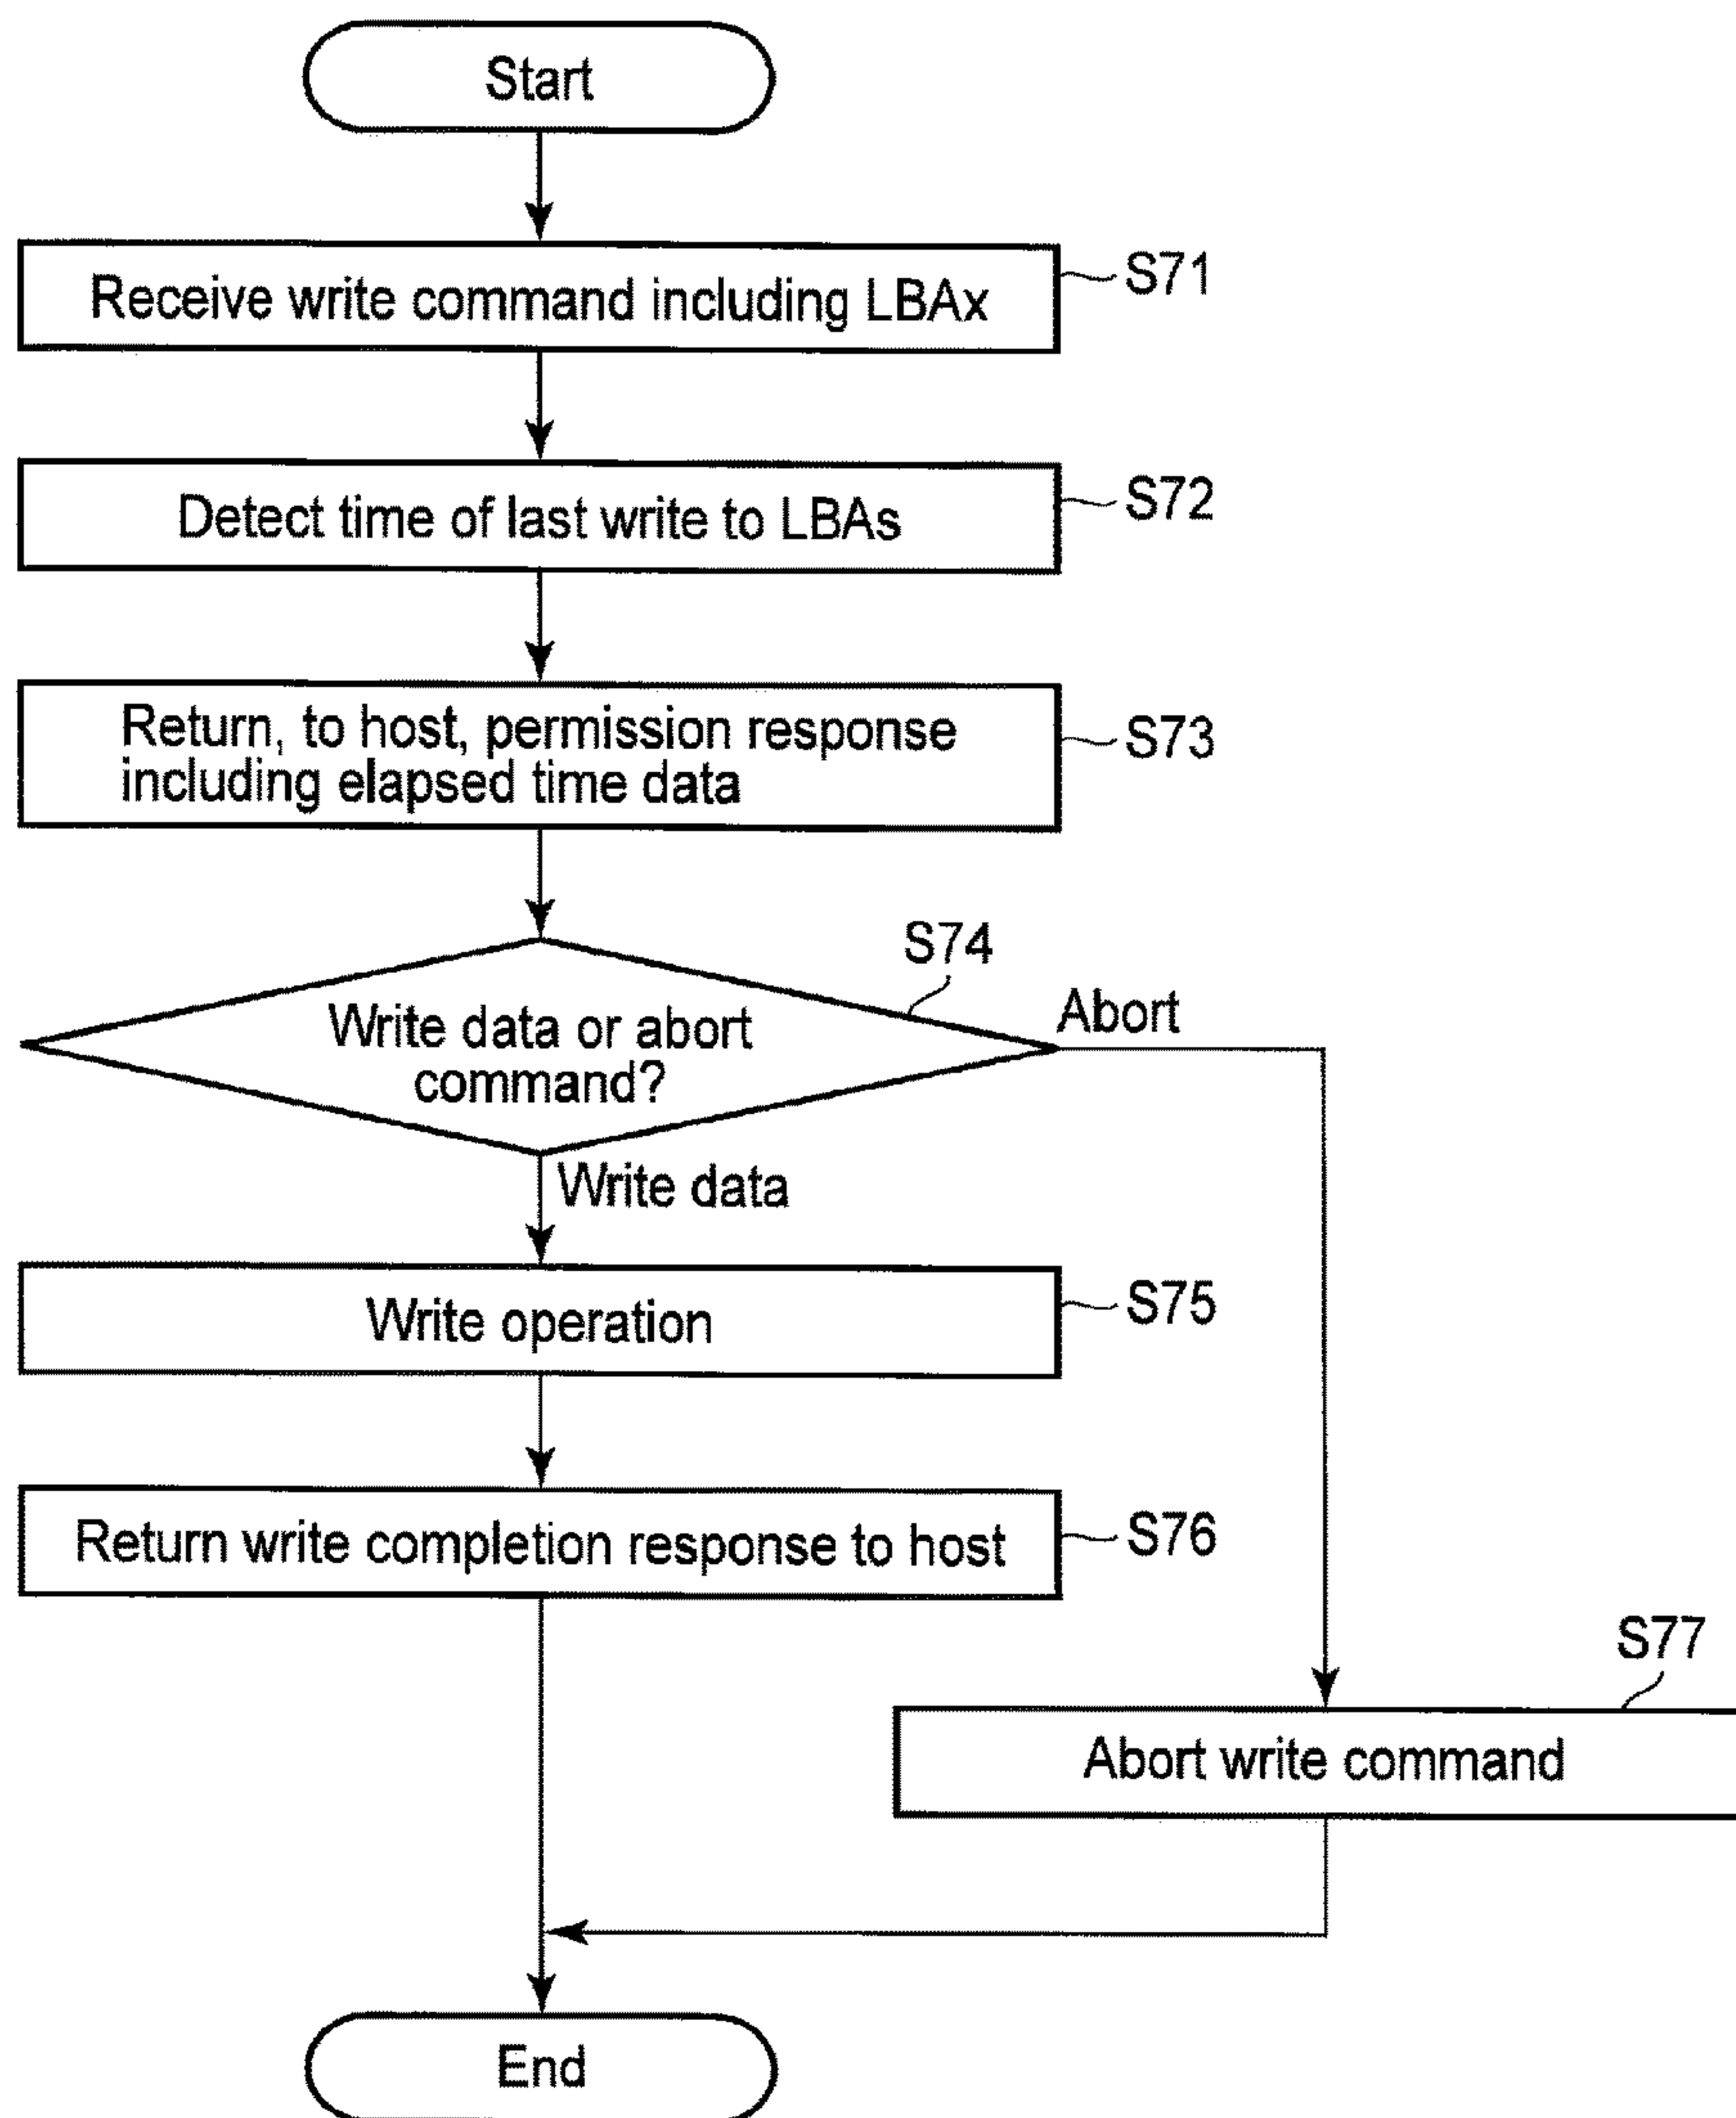 Start
Receive write command including LBAx
S71
Detect time of last write to LBAs
S72
Return, to host, permission response
including elapsed time data
S73
S74
Write data or abort
command?
Abort
Write data
Write operation
S75
Return write completion response to host
S76
S77
Abort write command
End